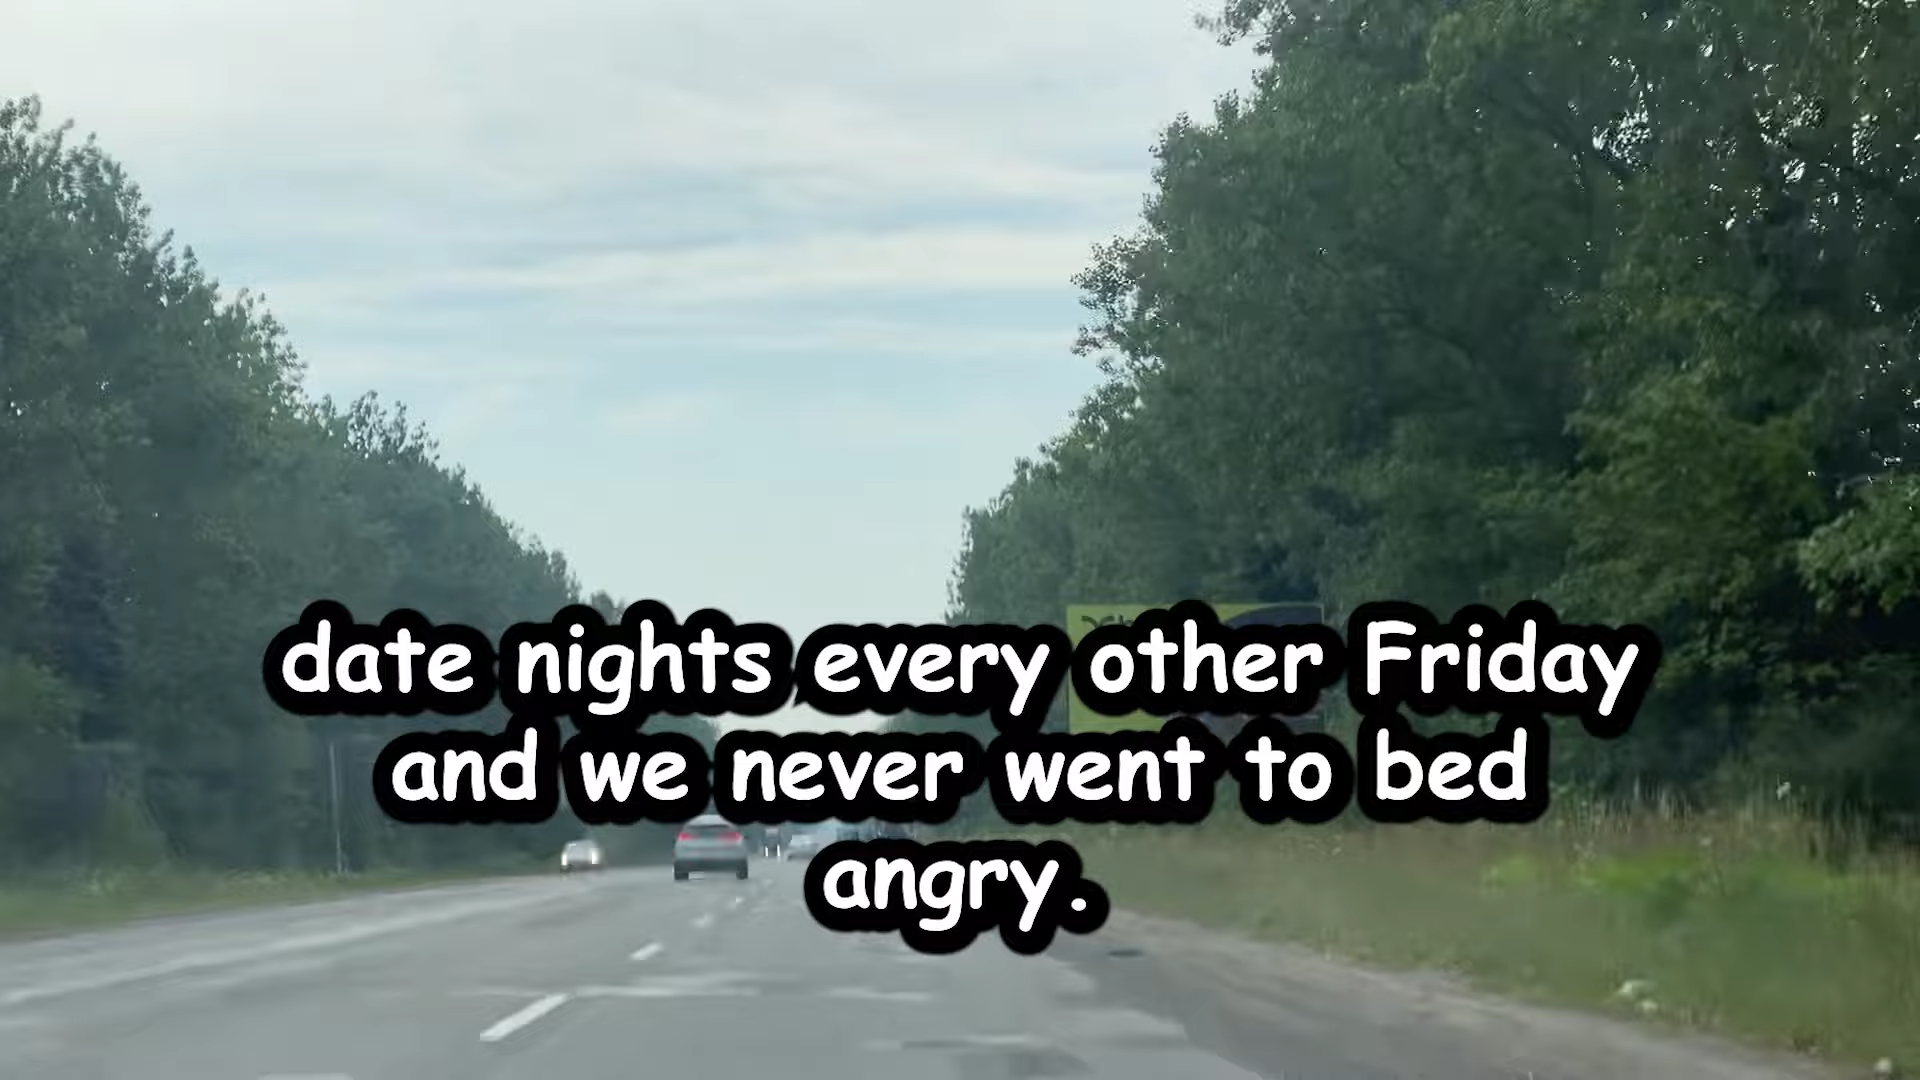 date nights every other Friday
and we never went to bed
angry.